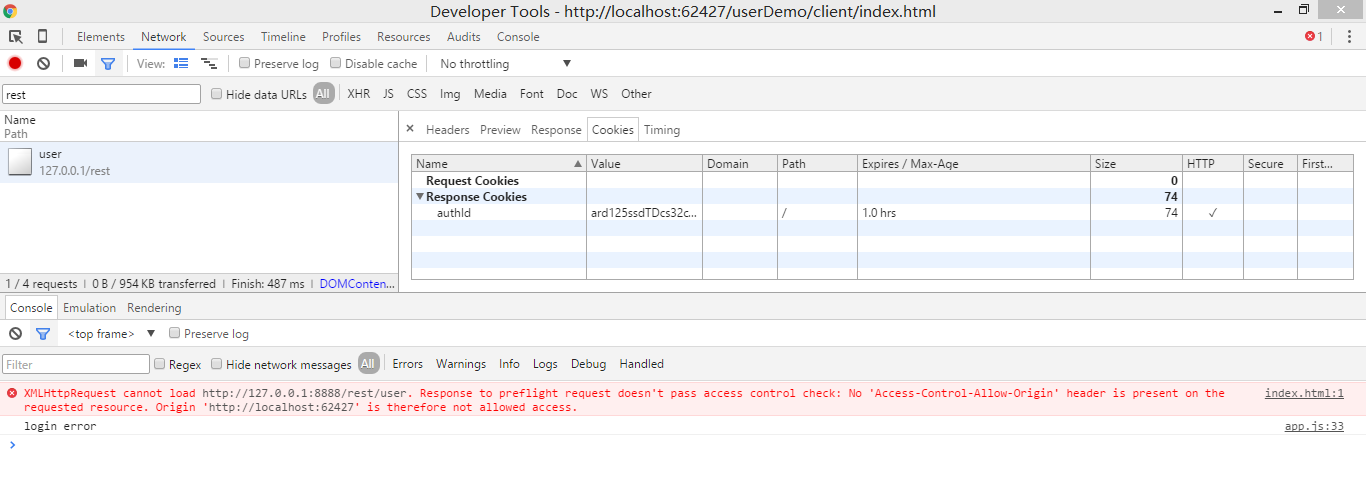 Developer Tools - http://localhost:62427/userDemo/client/index.html
Elements Network Sources Timeline Profiles Resources Audits Console 1
View: Preserve log Disable cache No throttling
rest Hide data URLs All XHR JS CSS Img Media Font Doc WS Other
Name
Path
user
127.0.0.1/rest
1 / 4 requests | 0 B / 954 KB transferred | Finish: 487 ms | DOMConten...
× Headers Preview Response Cookies Timing
Name Value Domain Path Expires / Max-Age Size HTTP Secure First...
Request Cookies 0
Response Cookies 74
authId ard125ssdTDcs32c... / 1.0 hrs 74 ✓
Console Emulation Rendering
<top frame> Preserve log
Filter Regex Hide network messages All Errors Warnings Info Logs Debug Handled
XMLHttpRequest cannot load http://127.0.0.1:8888/rest/user. Response to preflight request doesn't pass access control check: No 'Access-Control-Allow-Origin' header is present on the index.html:1
requested resource. Origin 'http://localhost:62427' is therefore not allowed access.
login error app.js:33